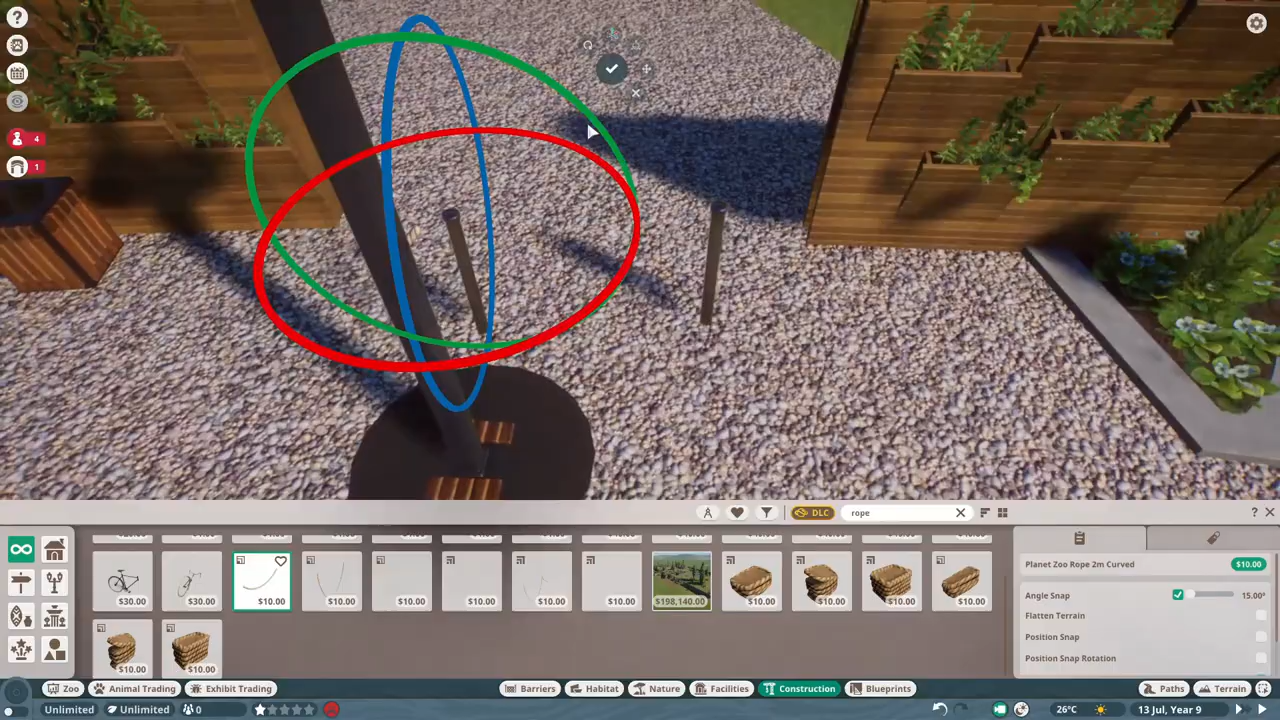 ?
4
1
DLC
rope
?
$30.00
$30.00
$10.00
$10.00
$10.00
$10.00
$10.00
$10.00
$198,140.00
$10.00
$10.00
$10.00
$10.00
$10.00
$10.00
Planet Zoo Rope 2m Curved
$10.00
Angle Snap
15.00°
Flatten Terrain
Position Snap
Position Snap Rotation
Zoo
Animal Trading
Exhibit Trading
Barriers
Habitat
Nature
Facilities
Construction
Blueprints
Paths
Terrain
Unlimited
Unlimited
0
26°C
13 Jul, Year 9